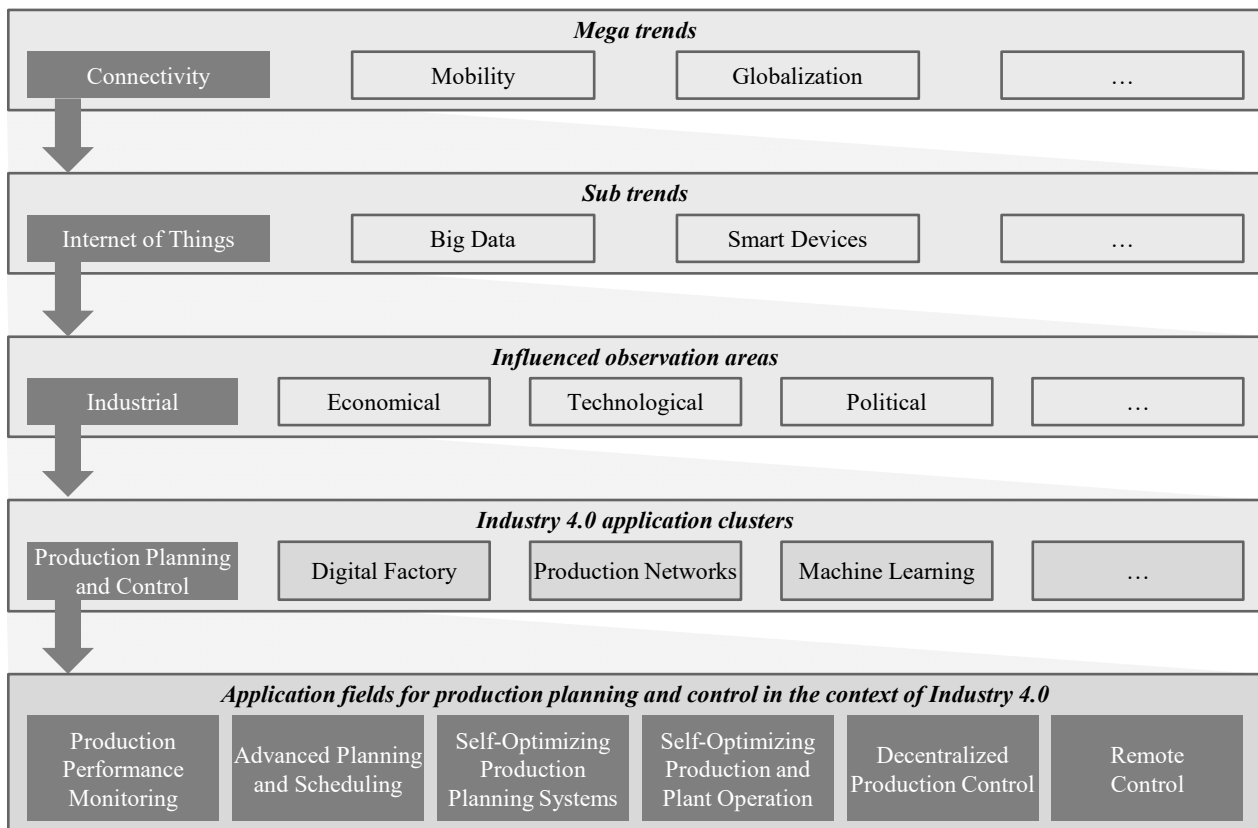 Mega trends
Connectivity
Mobility
Globalization
…
Sub trends
Internet of Things
Big Data
Smart Devices
…
Influenced observation areas
Industrial
Economical
Technological
Political
…
Industry 4.0 application clusters
Production Planning
and Control
Digital Factory
Production Networks
Machine Learning
…
Application fields for production planning and control in the context of Industry 4.0
Production
Performance
Monitoring
Advanced Planning
and Scheduling
Self-Optimizing
Production
Planning Systems
Self-Optimizing
Production and
Plant Operation
Decentralized
Production Control
Remote
Control